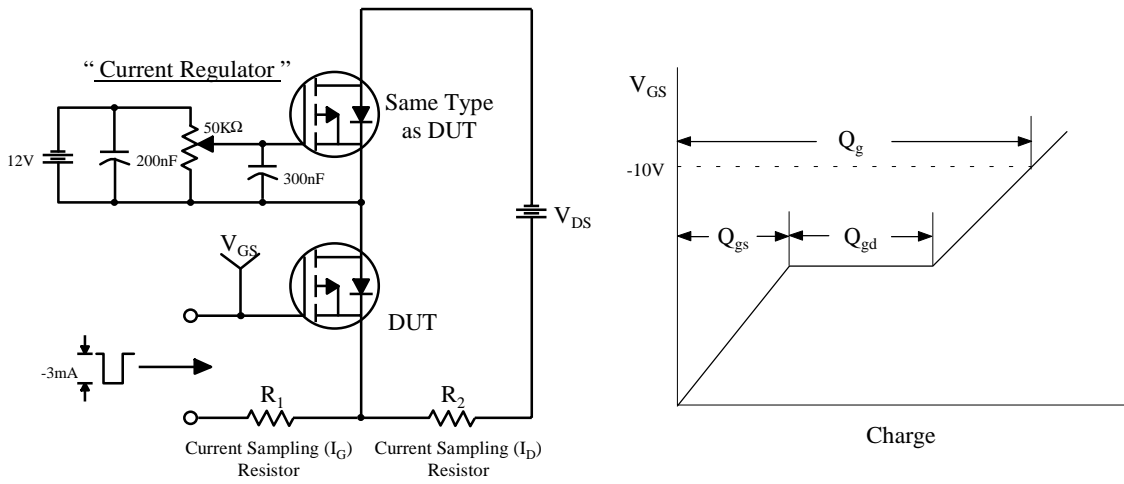 “ Current Regulator ”
12V
200nF
50KΩ
300nF
Same Type
as DUT
V_DS
V_GS
DUT
-3mA
R_1
R_2
Current Sampling (I_G)
Resistor
Current Sampling (I_D)
Resistor
V_GS
Q_g
-10V
Q_gs
Q_gd
Charge